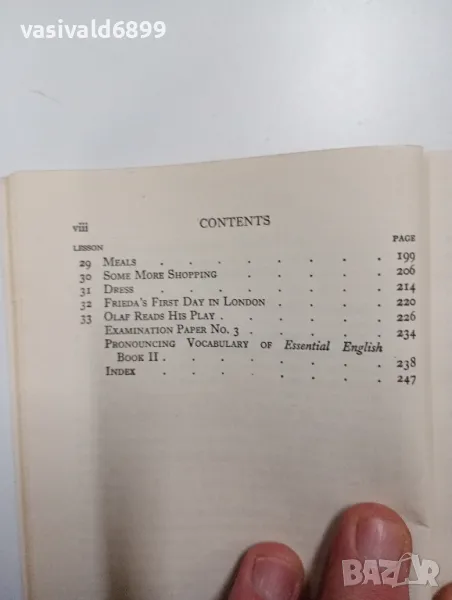 vasivald6899
viii CONTENTS
LESSON PAGE
29 MEALS . . . . . . . . 199
30 SOME MORE SHOPPING . . . . . 206
31 DRESS . . . . . . . . 214
32 FRIEDA'S FIRST DAY IN LONDON . . . . 220
33 OLAF READS HIS PLAY . . . . . 226
EXAMINATION PAPER NO. 3 . . . . . 234
PRONOUNCING VOCABULARY OF Essential English
BOOK II . . . . . . . . 238
INDEX . . . . . . . . 247
BAZAR